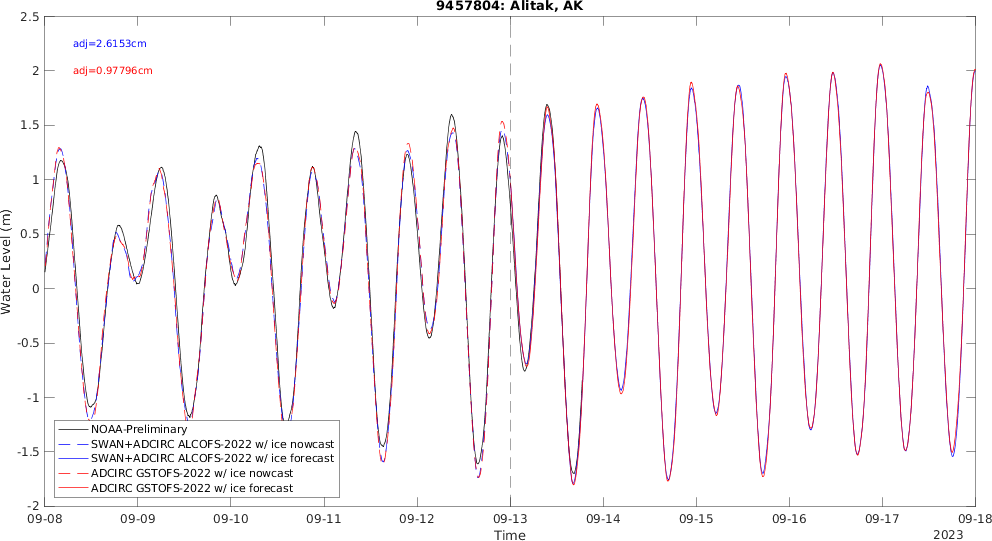 9457804: Alitak, AK
adj=2.6153cm
adj=0.97796cm
Water Level (m)
2.5
2
1.5
1
0.5
0
-0.5
-1
-1.5
-2
NOAA-Preliminary
SWAN+ADCIRC ALCOFS-2022 w/ ice nowcast
SWAN+ADCIRC ALCOFS-2022 w/ ice forecast
ADCIRC GSTOFS-2022 w/ ice nowcast
ADCIRC GSTOFS-2022 w/ ice forecast
09-08 09-09 09-10 09-11 09-12 09-13 09-14 09-15 09-16 09-17 09-18
Time
2023